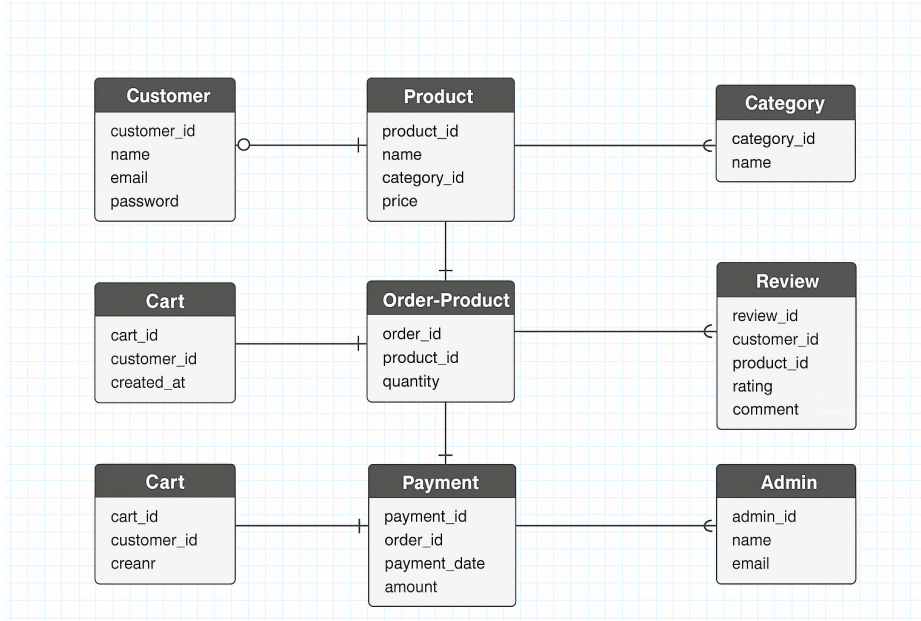 Customer
customer_id
name
email
password
Product
product_id
name
category_id
price
Category
category_id
name
Cart
cart_id
customer_id
created_at
Order-Product
order_id
product_id
quantity
Review
review_id
customer_id
product_id
rating
comment
Cart
cart_id
customer_id
creanr
Payment
payment_id
order_id
payment_date
amount
Admin
admin_id
name
email